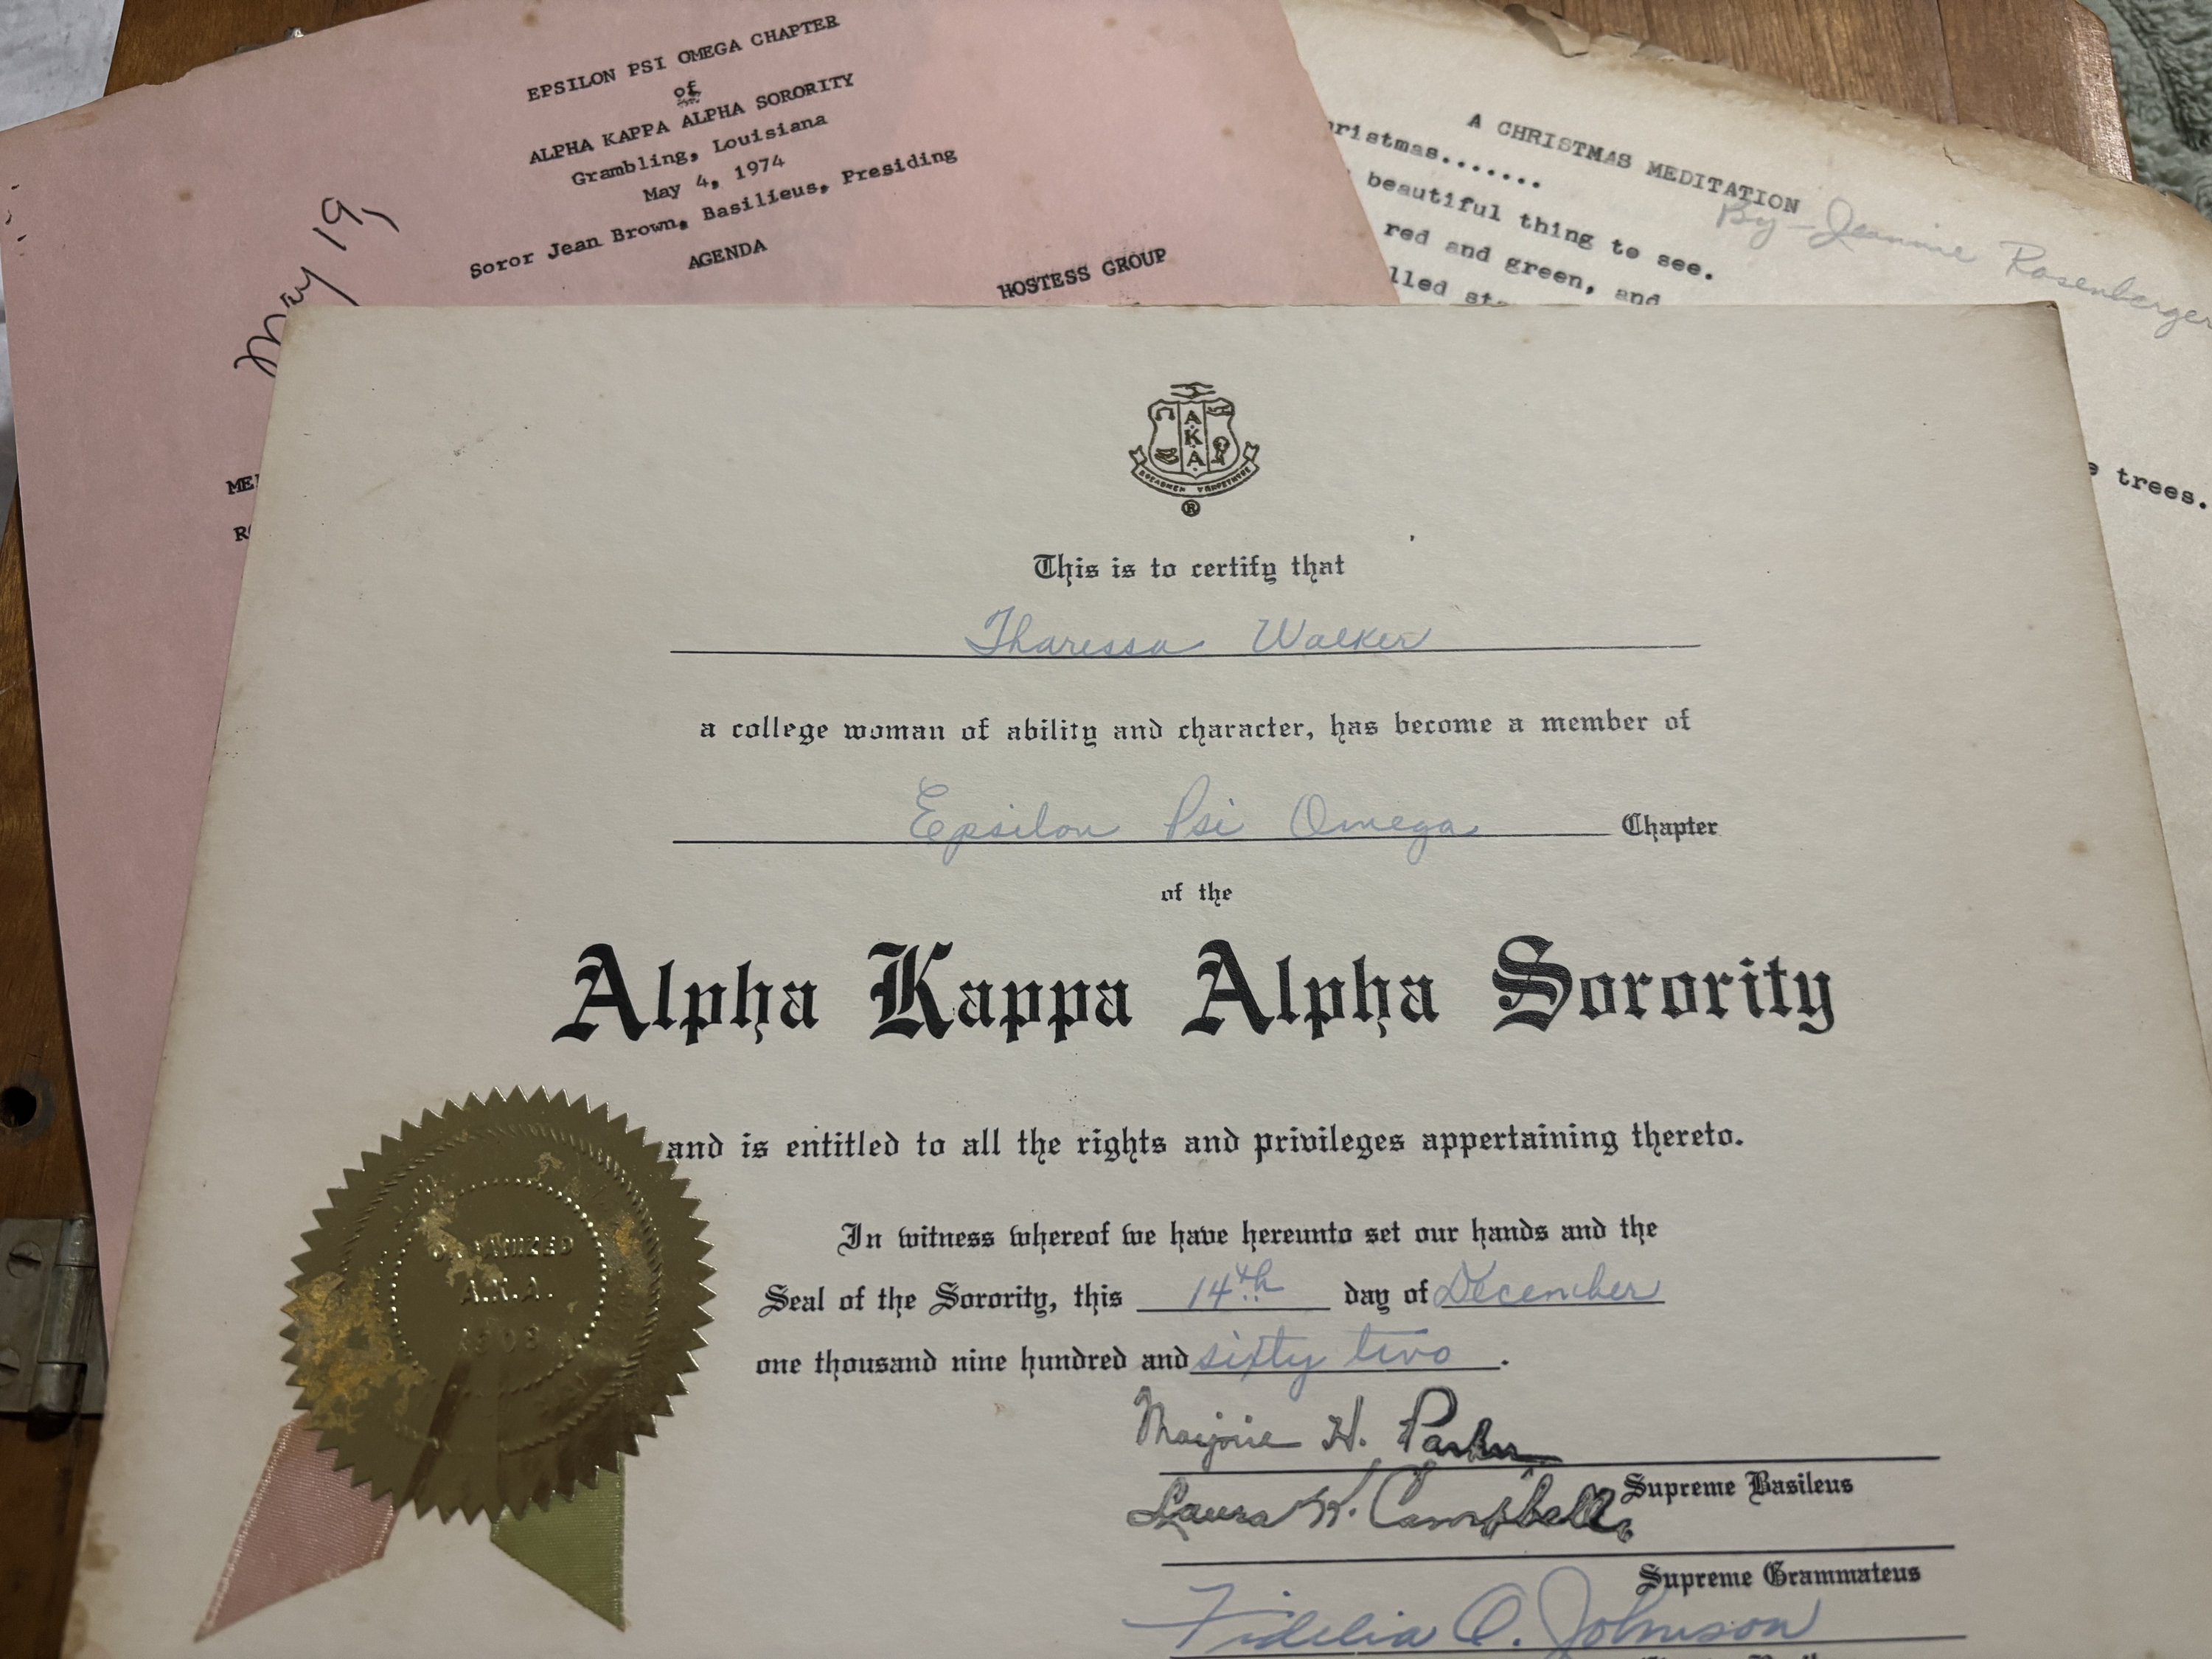 EPSILON PSI OMEGA CHAPTER
of
ALPHA KAPPA ALPHA SORORITY
Grambling, Louisiana
May 4, 1974
Soror Jean Brown, Basilieus, Presiding
AGENDA
HOSTESS GROUP
May 19,
A CHRISTMAS MEDITATION
By - Jeannie Rosenberger
ristmas.......
beautiful thing to see.
red and green, and
trees.
A
K
A
®
This is to certify that
Tharessa Walker
a college woman of ability and character, has become a member of
Epsilon Psi Omega Chapter
of the
Alpha Kappa Alpha Sorority
and is entitled to all the rights and privileges appertaining thereto.
In witness whereof we have hereunto set our hands and the
Seal of the Sorority, this 14th day of December
one thousand nine hundred and sixty two.
A.K.A.
1908
Marjorie H. Parker
Supreme Basileus
Laura K. Campbell
Supreme Grammateus
Fidelia O. Johnson